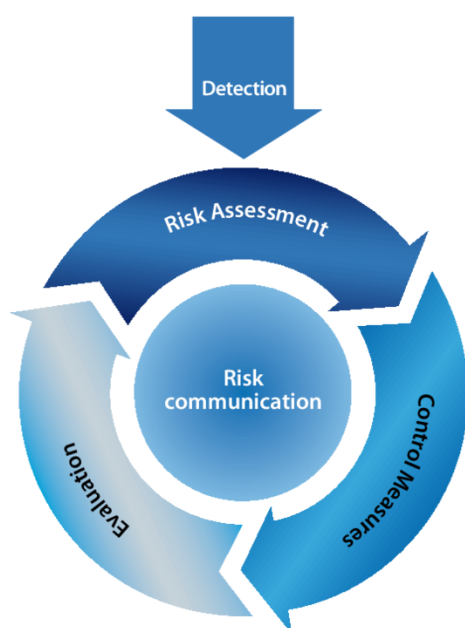 Detection
Risk Assessment
Risk
communication
Control Measures
Evaluation